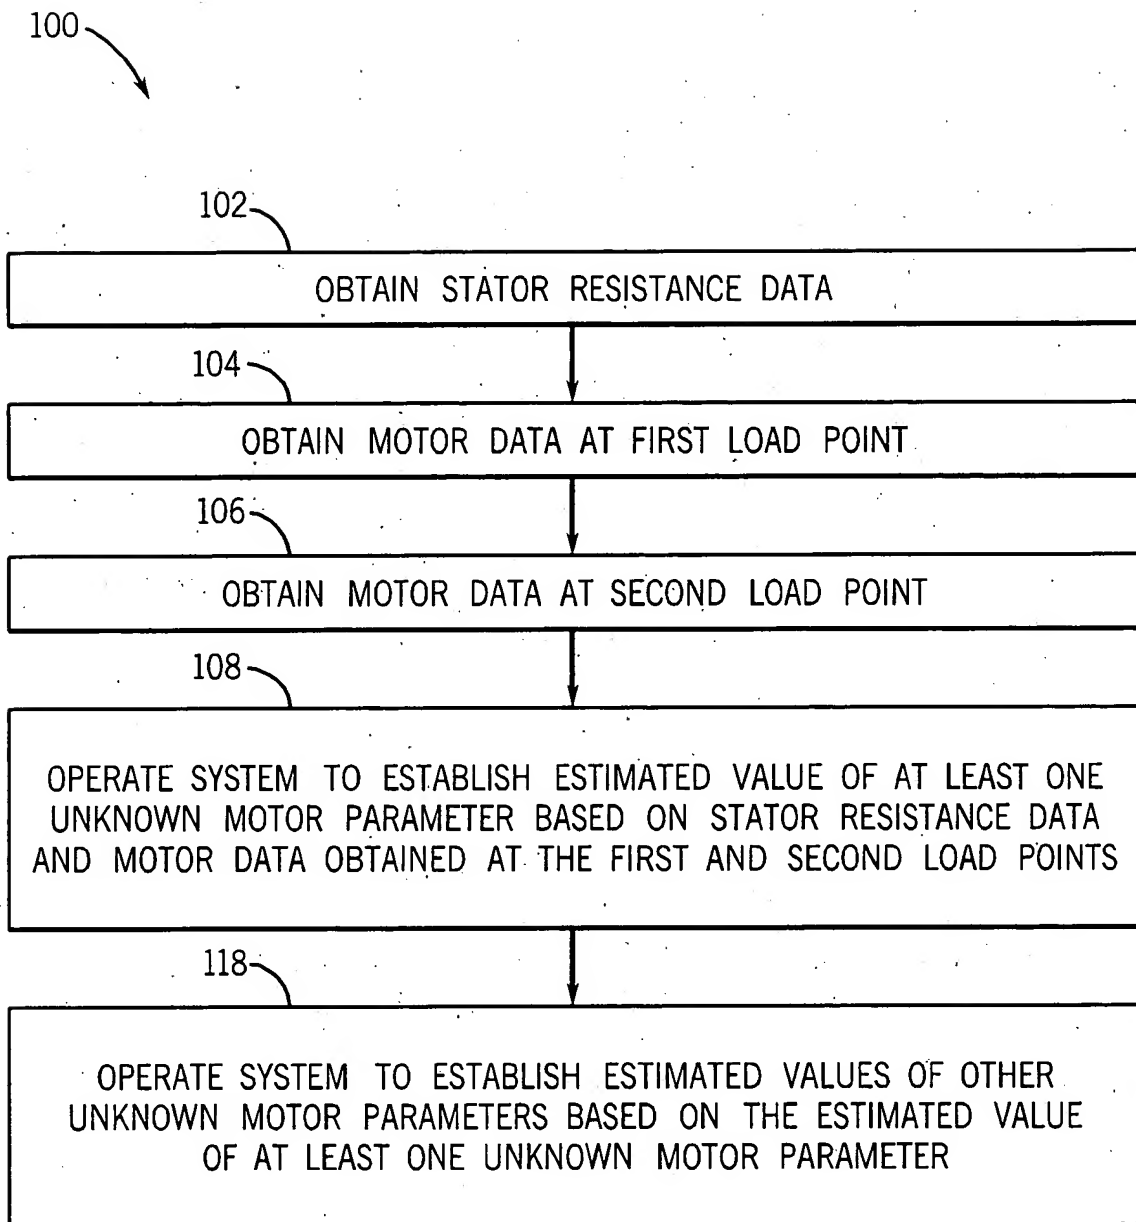 100
102
OBTAIN STATOR RESISTANCE DATA
104
OBTAIN MOTOR DATA AT FIRST LOAD POINT
106
OBTAIN MOTOR DATA AT SECOND LOAD POINT
108
OPERATE SYSTEM TO ESTABLISH ESTIMATED VALUE OF AT LEAST ONE
UNKNOWN MOTOR PARAMETER BASED ON STATOR RESISTANCE DATA
AND MOTOR DATA OBTAINED AT THE FIRST AND SECOND LOAD POINTS
118
OPERATE SYSTEM TO ESTABLISH ESTIMATED VALUES OF OTHER
UNKNOWN MOTOR PARAMETERS BASED ON THE ESTIMATED VALUE
OF AT LEAST ONE UNKNOWN MOTOR PARAMETER